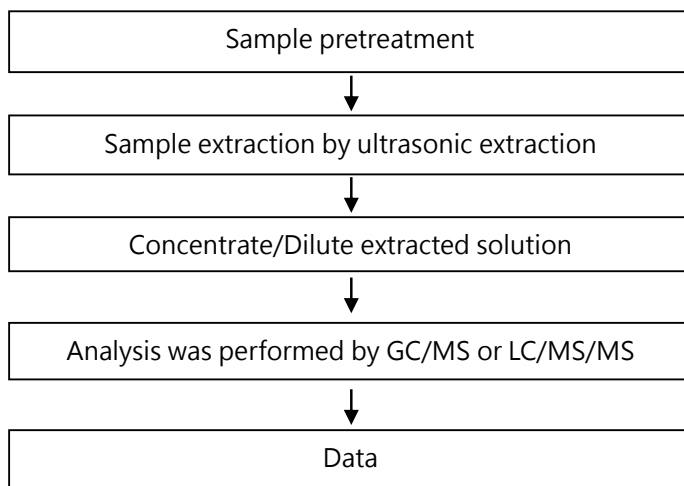 Sample pretreatment
Sample extraction by ultrasonic extraction
Concentrate/Dilute extracted solution
Analysis was performed by GC/MS or LC/MS/MS
Data